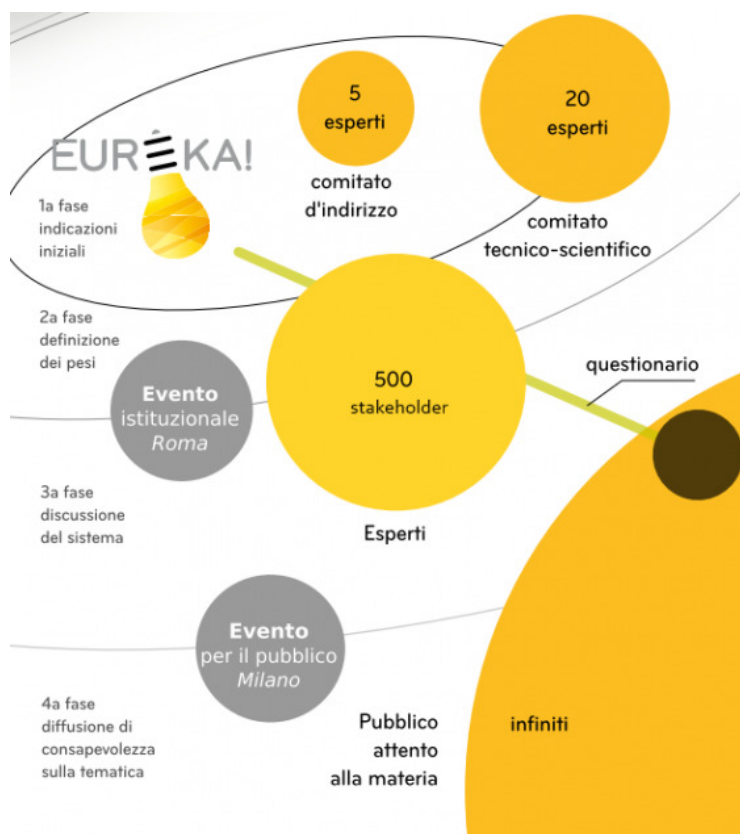 5
esperti
20
esperti
EURÊKA!
comitato
d'indirizzo
1a fase
indicazioni
iniziali
comitato
tecnico-scientifico
2a fase
definizione
dei pesi
questionario
500
stakeholder
Evento
istituzionale
Roma
3a fase
discussione
del sistema
Esperti
Evento
per il pubblico
Milano
4a fase
diffusione di
consapevolezza
sulla tematica
Pubblico
attento
alla materia
infiniti